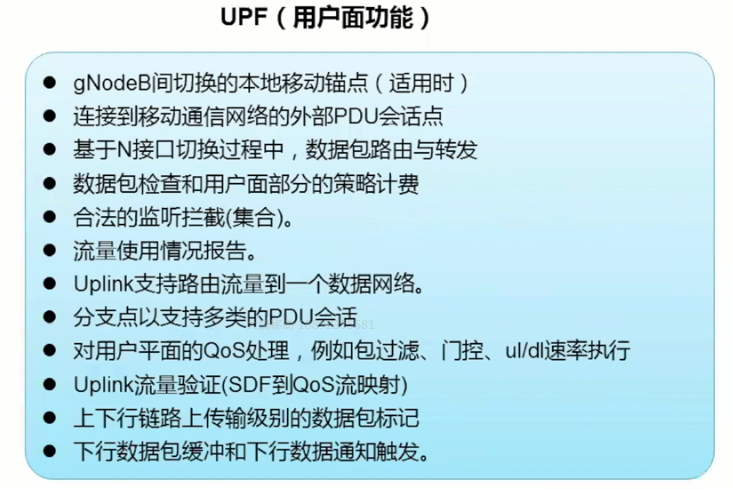 UPF（用户面功能）
● gNodeB间切换的本地移动锚点（适用时）
● 连接到移动通信网络的外部PDU会话点
● 基于N接口切换过程中，数据包路由与转发
● 数据包检查和用户面部分的策略计费
● 合法的监听拦截(集合)。
● 流量使用情况报告。
● Uplink支持路由流量到一个数据网络。
● 分支点以支持多类的PDU会话
● 对用户平面的QoS处理，例如包过滤、门控、ul/dl速率执行
● Uplink流量验证(SDF到QoS流映射)
● 上下行链路上传输级别的数据包标记
● 下行数据包缓冲和下行数据通知触发。